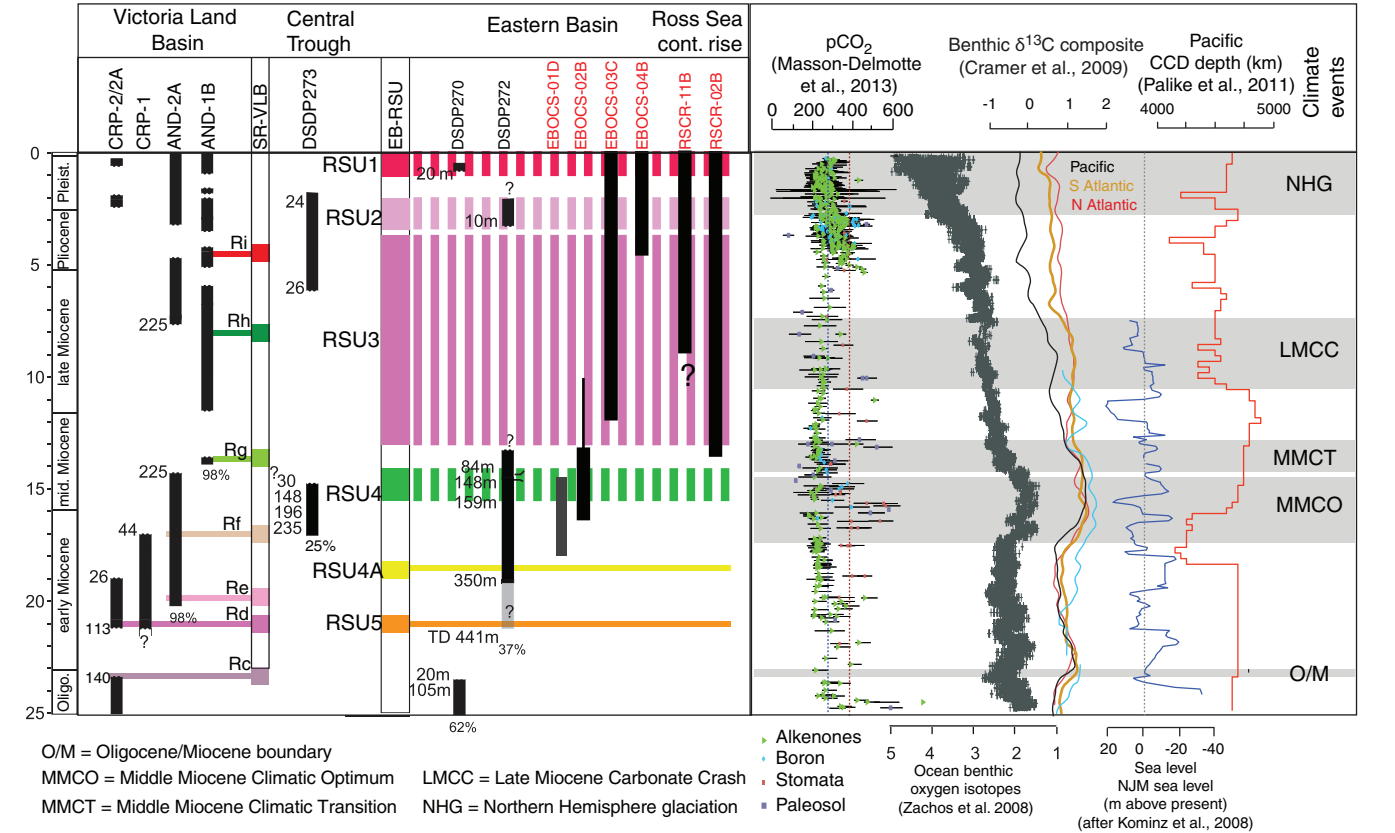 Victoria Land
Basin
Central
Trough
Eastern Basin
Ross Sea
cont. rise
CRP-2/2A
CRP-1
AND-2A
AND-1B
SR-VLB
DSDP273
EB-RSU
DSDP270
DSDP272
EBOCS-01D
EBOCS-02B
EBOCS-03C
EBOCS-04B
RSCR-11B
RSCR-02B
pCO2
(Masson-Delmotte
et al., 2013)
0 200 400 600
Benthic δ13C composite
(Cramer et al., 2009)
-1 0 1 2
Pacific
CCD depth (km)
(Palike et al., 2011)
4000 5000
Climate
events
0
5
10
15
20
25
Pleist.
Pliocene
late Miocene
mid. Miocene
early Miocene
Oligo.
Ri
Rh
Rg
Rf
Re
Rd
Rc
225
98%
225
44
26
113
?
98%
140
24
26
?
30
148
196
235
25%
RSU1
RSU2
RSU3
RSU4
RSU4A
RSU5
20 m
?
10m
?
84m
148m
159m
350m
?
TD 441m
37%
20m
105m
62%
?
Pacific
S Atlantic
N Atlantic
NHG
LMCC
MMCT
MMCO
O/M
O/M = Oligocene/Miocene boundary
MMCO = Middle Miocene Climatic Optimum
MMCT = Middle Miocene Climatic Transition
LMCC = Late Miocene Carbonate Crash
NHG = Northern Hemisphere glaciation
Alkenones
Boron
Stomata
Paleosol
5 4 3 2 1
Ocean benthic
oxygen isotopes
(Zachos et al. 2008)
20 0 -20 -40
Sea level
NJM sea level
(m above present)
(after Kominz et al., 2008)